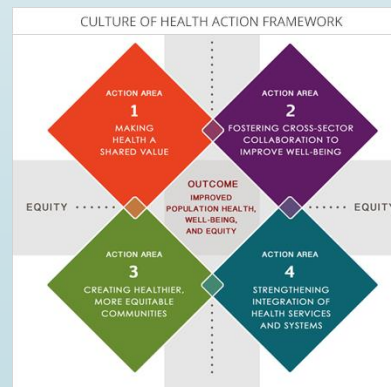 CULTURE OF HEALTH ACTION FRAMEWORK
ACTION AREA
1
MAKING
HEALTH A
SHARED VALUE
ACTION AREA
2
FOSTERING CROSS-SECTOR
COLLABORATION TO
IMPROVE WELL-BEING
EQUITY
OUTCOME
IMPROVED
POPULATION HEALTH,
WELL-BEING,
AND EQUITY
EQUITY
ACTION AREA
3
CREATING HEALTHIER,
MORE EQUITABLE
COMMUNITIES
ACTION AREA
4
STRENGTHENING
INTEGRATION OF
HEALTH SERVICES
AND SYSTEMS